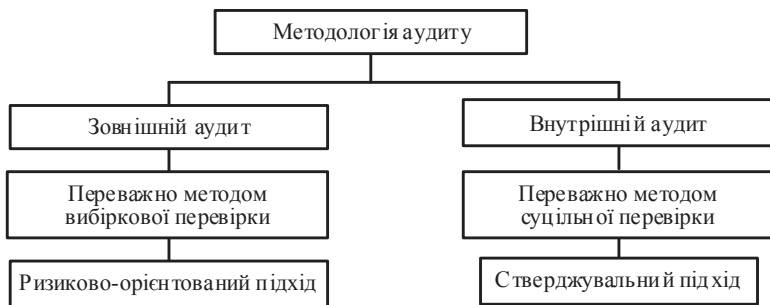 Методологія аудиту
Зовнішній аудит
Внутрішній аудит
Переважно методом
вибіркової перевірки
Переважно методом
суцільної перевірки
Ризиково-орієнтований підхід
Стверджувальний підхід